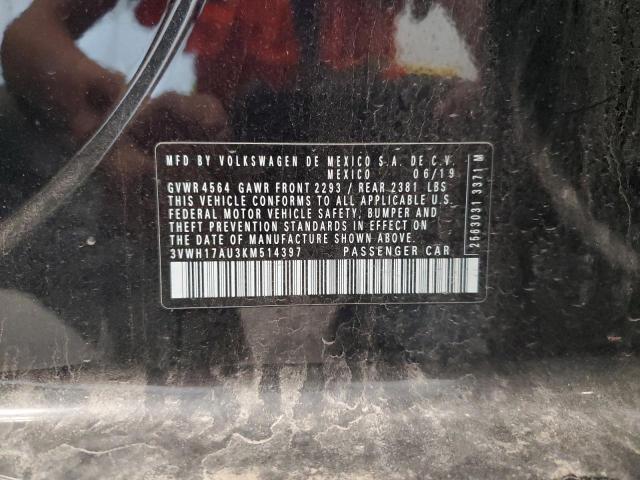 MFD BY VOLKSWAGEN DE MEXICO S.A. DE C.V.
MEXICO 06/19
GVWR 4564 GAWR FRONT 2293 / REAR 2381 LBS
THIS VEHICLE CONFORMS TO ALL APPLICABLE U.S.
FEDERAL MOTOR VEHICLE SAFETY, BUMPER AND
THEFT PREVENTION STANDARDS IN EFFECT ON
THE DATE OF MANUFACTURE SHOWN ABOVE.
3VWH17AU3KM514397 PASSENGER CAR
2563031 3371 M